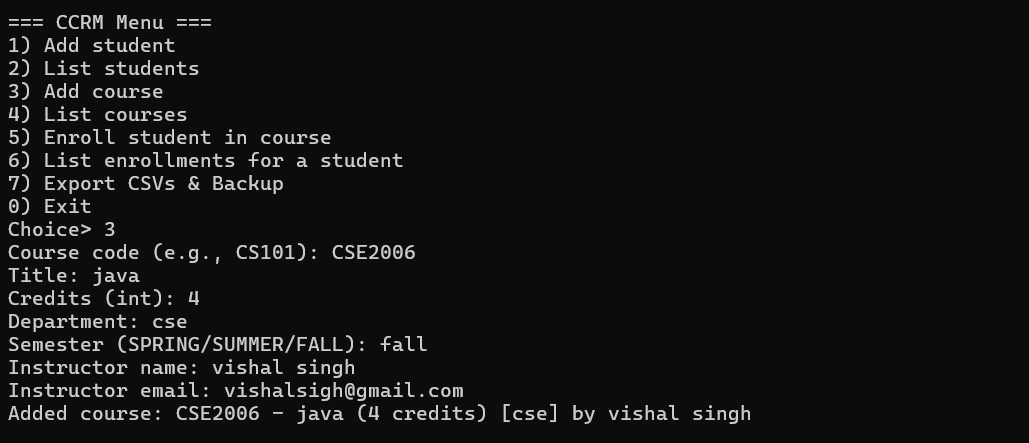 === CCRM Menu ===
1) Add student
2) List students
3) Add course
4) List courses
5) Enroll student in course
6) List enrollments for a student
7) Export CSVs & Backup
0) Exit
Choice> 3
Course code (e.g., CS101): CSE2006
Title: java
Credits (int): 4
Department: cse
Semester (SPRING/SUMMER/FALL): fall
Instructor name: vishal singh
Instructor email: vishalsigh@gmail.com
Added course: CSE2006 - java (4 credits) [cse] by vishal singh